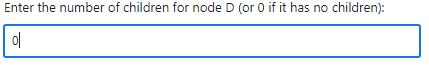 Enter the number of children for node D (or 0 if it has no children):
0